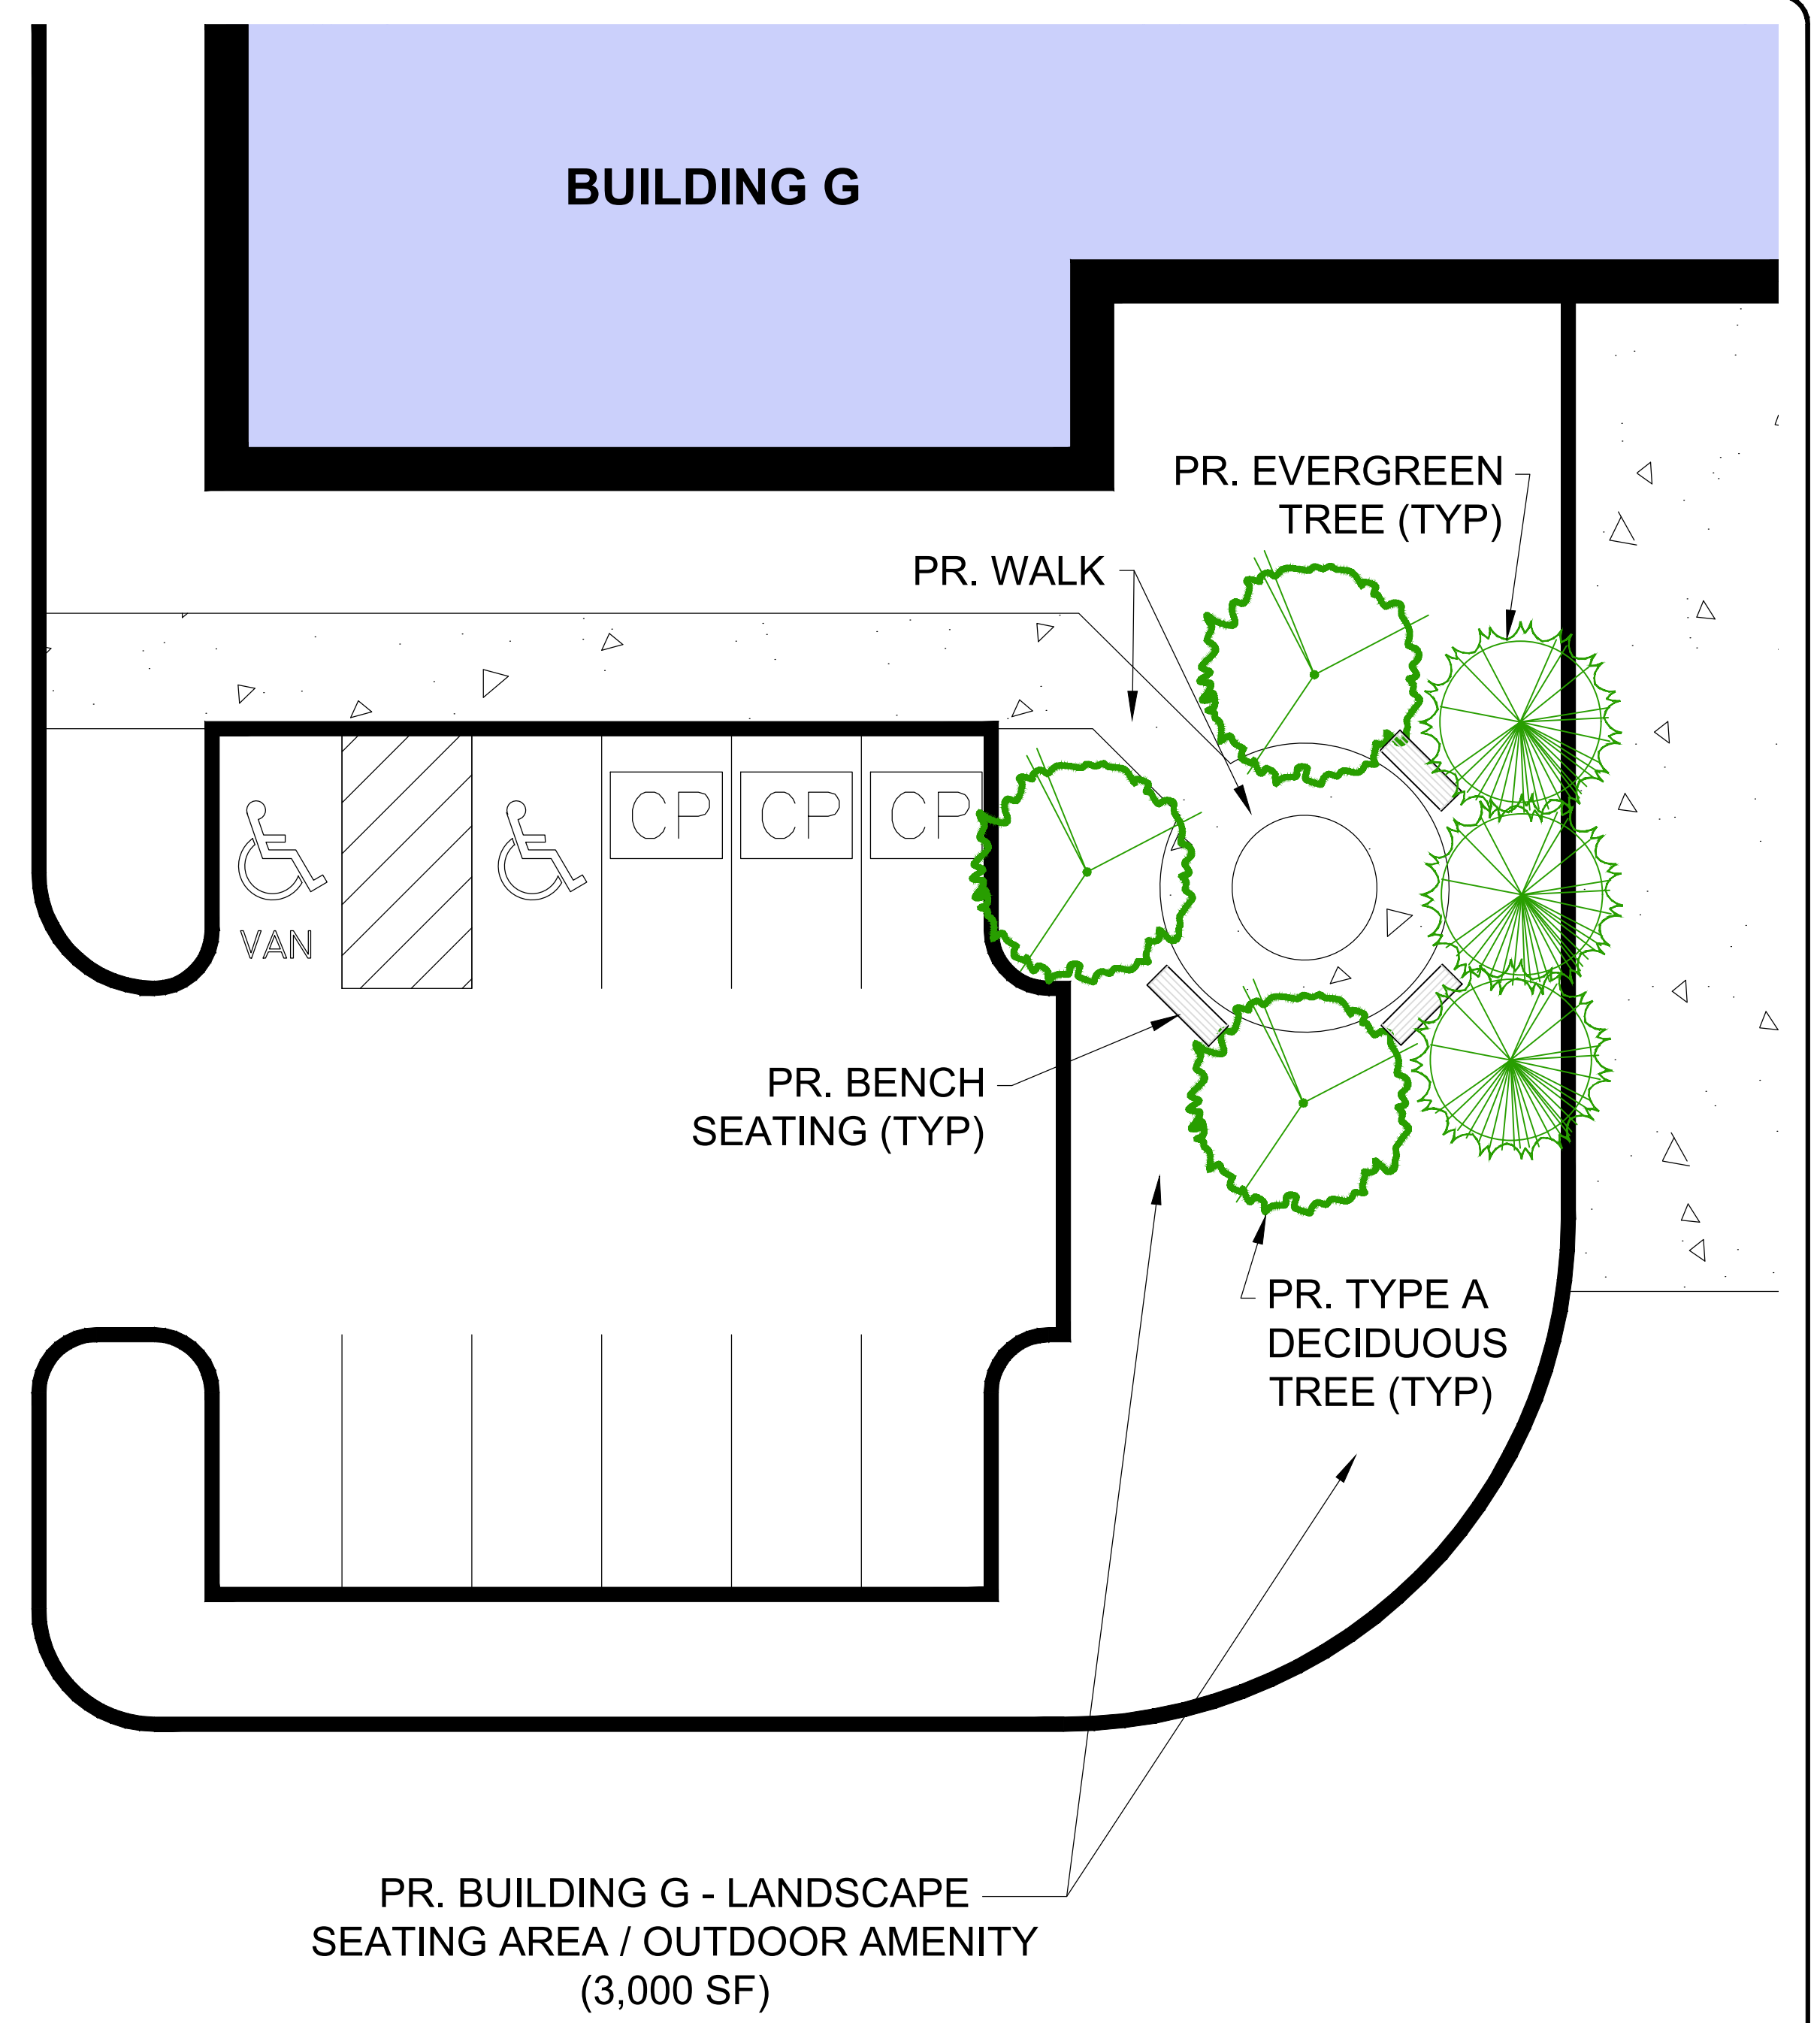 BUILDING G
PR. EVERGREEN
TREE (TYP)
PR. WALK
CP CP CP
VAN
PR. BENCH
SEATING (TYP)
PR. TYPE A
DECIDUOUS
TREE (TYP)
PR. BUILDING G - LANDSCAPE
SEATING AREA / OUTDOOR AMENITY
(3,000 SF)